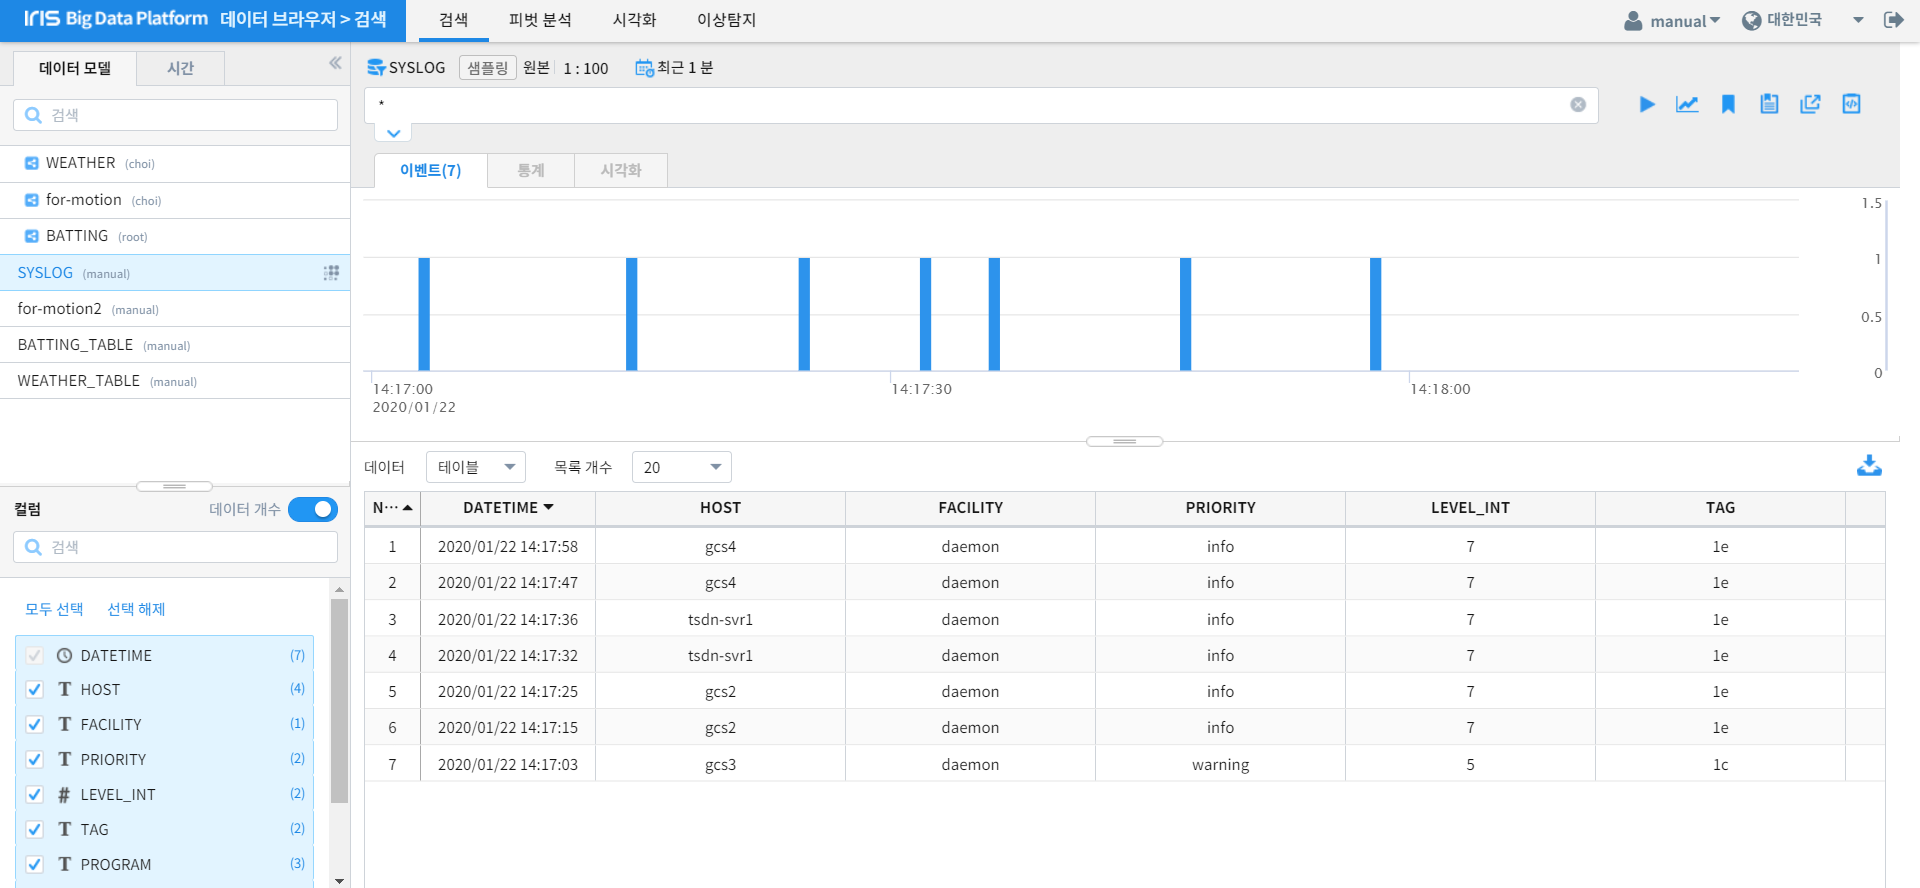 IRIS Big Data Platform 데이터 브라우저 > 검색
검색 피벗 분석 시각화 이상탐지
manual 대한민국
데이터 모델 시간
검색
WEATHER (choi)
for-motion (choi)
BATTING (root)
SYSLOG (manual)
for-motion2 (manual)
BATTING_TABLE (manual)
WEATHER_TABLE (manual)
컬럼 데이터 개수
검색
모두 선택 선택 해제
DATETIME (7)
HOST (4)
FACILITY (1)
PRIORITY (2)
LEVEL_INT (2)
TAG (2)
PROGRAM (3)
SYSLOG 샘플링 원본 1 : 100 최근 1 분
*
이벤트(7) 통계 시각화
1.5
1
0.5
0
14:17:00 14:17:30 14:18:00
2020/01/22
데이터 테이블 목록 개수 20
N··· DATETIME HOST FACILITY PRIORITY LEVEL_INT TAG
1 2020/01/22 14:17:58 gcs4 daemon info 7 1e
2 2020/01/22 14:17:47 gcs4 daemon info 7 1e
3 2020/01/22 14:17:36 tsdn-svr1 daemon info 7 1e
4 2020/01/22 14:17:32 tsdn-svr1 daemon info 7 1e
5 2020/01/22 14:17:25 gcs2 daemon info 7 1e
6 2020/01/22 14:17:15 gcs2 daemon info 7 1e
7 2020/01/22 14:17:03 gcs3 daemon warning 5 1c